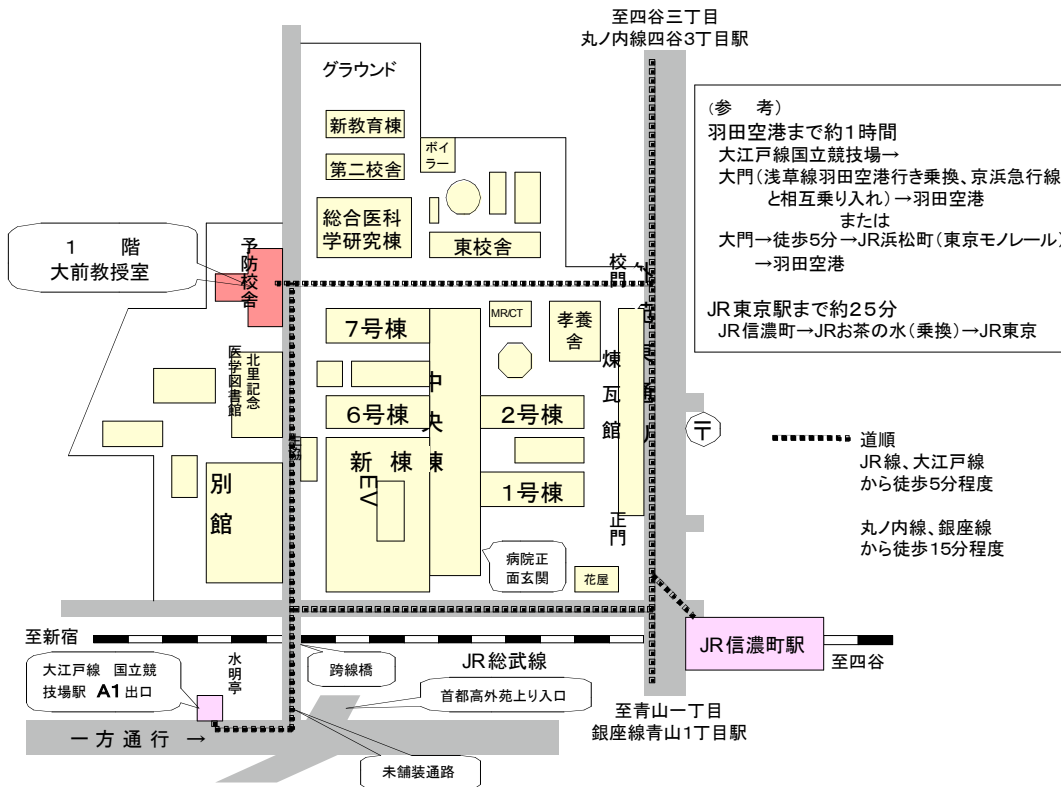 至四谷三丁目
丸ノ内線四谷3丁目駅
グラウンド
新教育棟
ボイ
ラー
第二校舎
総合医科
学研究棟
東校舎
(参 考)
羽田空港まで約1時間
大江戸線国立競技場→
大門(浅草線羽田空港行き乗換、京浜急行線
と相互乗り入れ)→羽田空港
または
大門→徒歩5分→JR浜松町(東京モノレール)
→羽田空港
JR東京駅まで約25分
JR信濃町→JRお茶の水(乗換)→JR東京
1 階
大前教授室
予防校舎
校門
7号棟
MR/CT
孝養
舎
煉瓦館
北里記念
医学図書館
中央
棟
6号棟
2号棟
〒
道順
JR線、大江戸線
から徒歩5分程度
丸ノ内線、銀座線
から徒歩15分程度
新 棟
EV
別館
1号棟
正門
病院正
面玄関
花屋
至新宿
JR総武線
JR信濃町駅
至四谷
大江戸線 国立競
技場駅 A1出口
水明亭
跨線橋
首都高外苑上り入口
至青山一丁目
銀座線青山1丁目駅
一方通行 →
未舗装通路